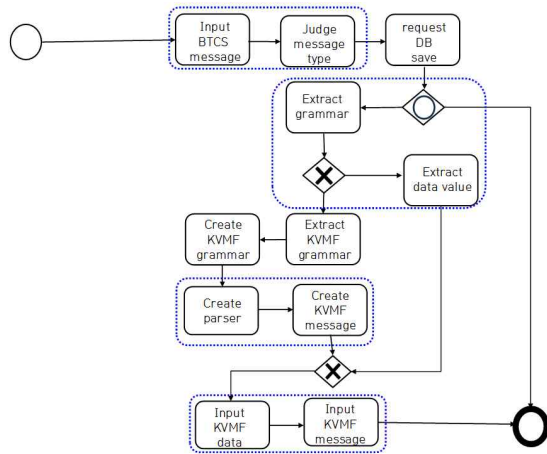 Input
BTCS
message
Judge
message
type
request
DB
save
Extract
grammar
Extract
data value
Create
KVMF
grammar
Extract
KVMF
grammar
Create
parser
Create
KVMF
message
Input
KVMF
data
Input
KVMF
message